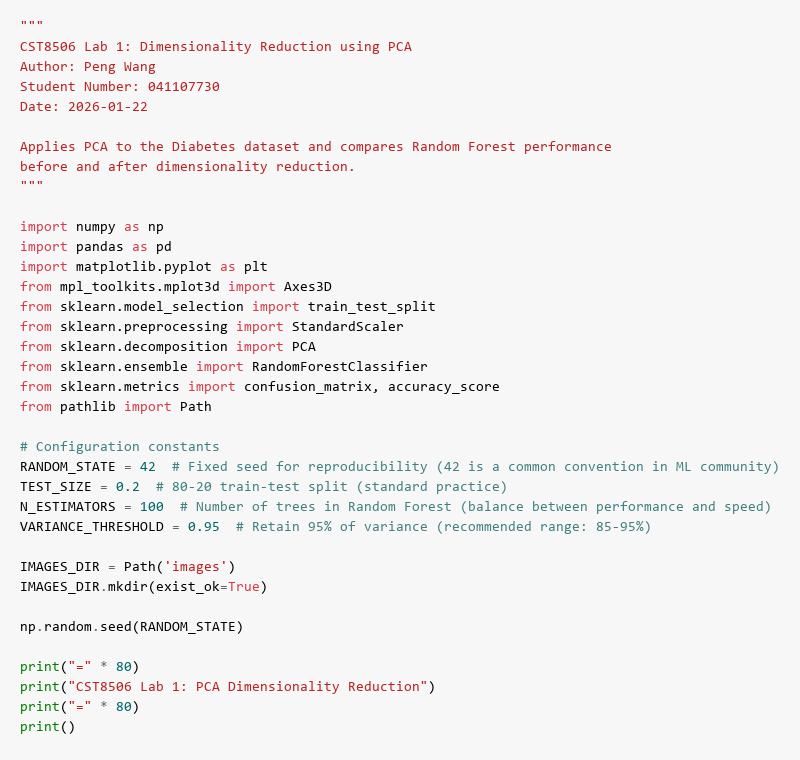 """
CST8506 Lab 1: Dimensionality Reduction using PCA
Author: Peng Wang
Student Number: 041107730
Date: 2026-01-22

Applies PCA to the Diabetes dataset and compares Random Forest performance
before and after dimensionality reduction.
"""

import numpy as np
import pandas as pd
import matplotlib.pyplot as plt
from mpl_toolkits.mplot3d import Axes3D
from sklearn.model_selection import train_test_split
from sklearn.preprocessing import StandardScaler
from sklearn.decomposition import PCA
from sklearn.ensemble import RandomForestClassifier
from sklearn.metrics import confusion_matrix, accuracy_score
from pathlib import Path

# Configuration constants
RANDOM_STATE = 42  # Fixed seed for reproducibility (42 is a common convention in ML community)
TEST_SIZE = 0.2  # 80-20 train-test split (standard practice)
N_ESTIMATORS = 100  # Number of trees in Random Forest (balance between performance and speed)
VARIANCE_THRESHOLD = 0.95  # Retain 95% of variance (recommended range: 85-95%)

IMAGES_DIR = Path('images')
IMAGES_DIR.mkdir(exist_ok=True)

np.random.seed(RANDOM_STATE)

print("=" * 80)
print("CST8506 Lab 1: PCA Dimensionality Reduction")
print("=" * 80)
print()